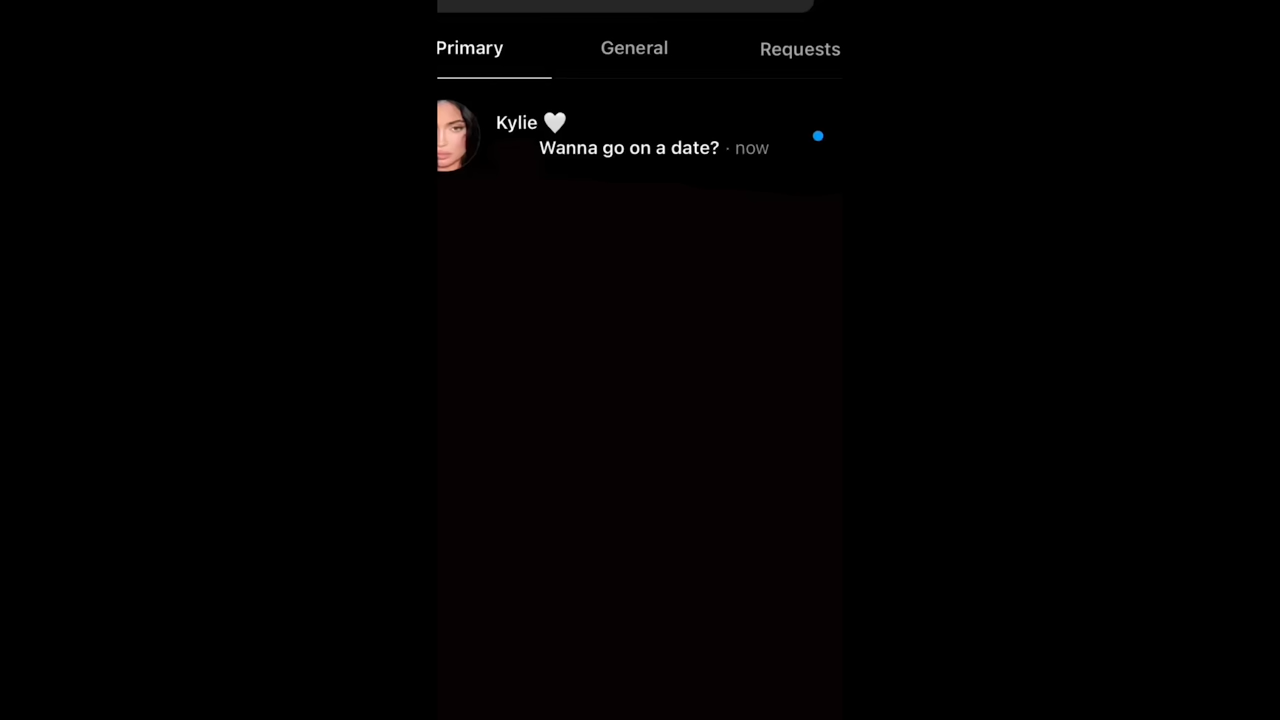 Primary General Requests
Kylie 🤍
Wanna go on a date? · now